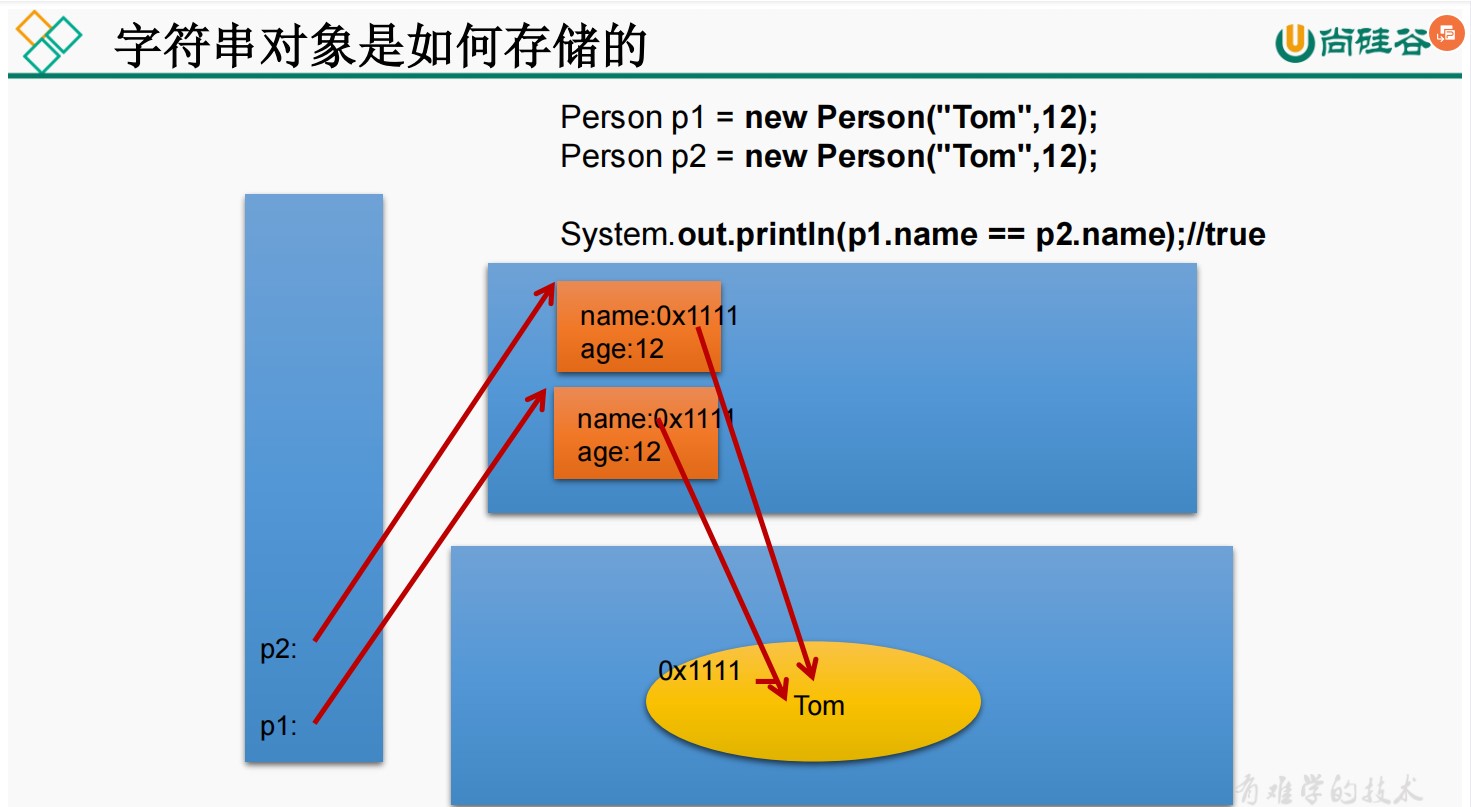 字符串对象是如何存储的
尚硅谷
Person p1 = new Person("Tom",12);
Person p2 = new Person("Tom",12);
System.out.println(p1.name == p2.name);//true
name:0x1111
age:12
name:0x1111
age:12
p2:
p1:
0x1111
Tom
有难学的技术